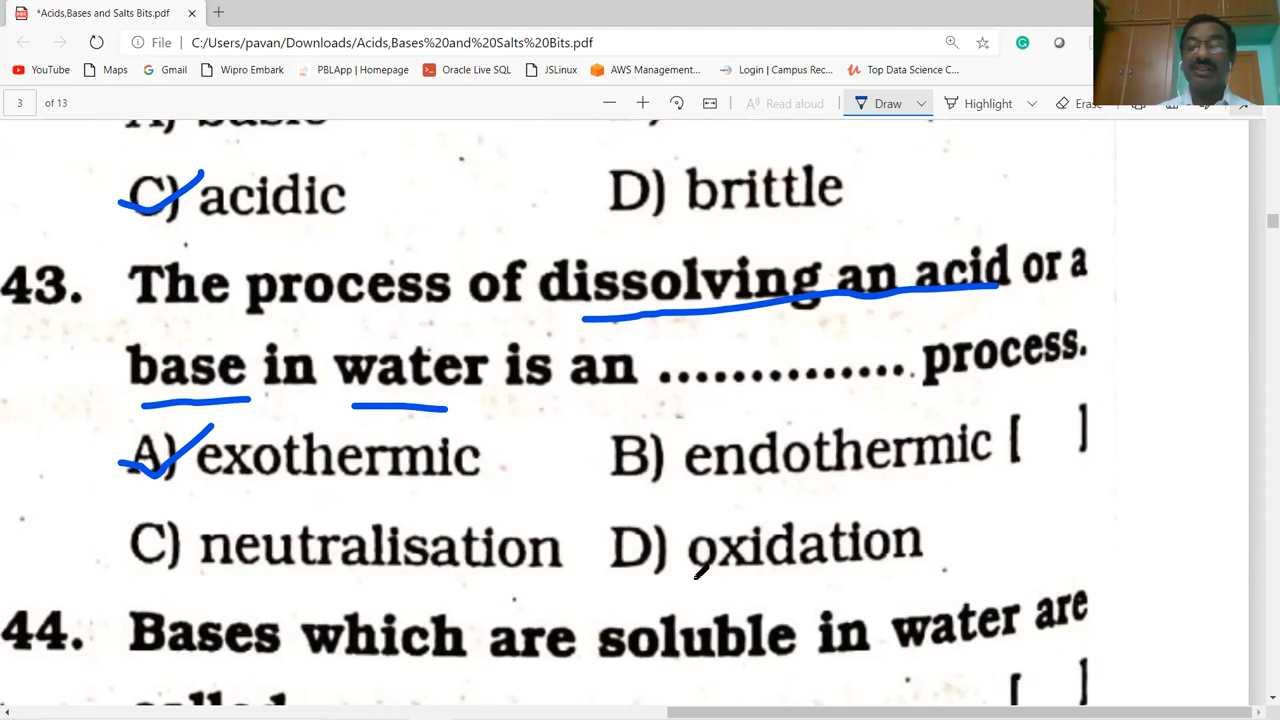 *Acids,Bases and Salts Bits.pdf
File C:/Users/pavan/Downloads/Acids,Bases%20and%20Salts%20Bits.pdf
YouTube Maps Gmail Wipro Embark PBLApp | Homepage Oracle Live SQL JSLinux AWS Management... Login | Campus Rec... Top Data Science C...
3 of 13 Read aloud Draw Highlight Erase
A) basic
C) acidic D) brittle
43. The process of dissolving an acid or a
base in water is an .............. process.
A) exothermic B) endothermic [ ]
C) neutralisation D) oxidation
44. Bases which are soluble in water are
called [ ]